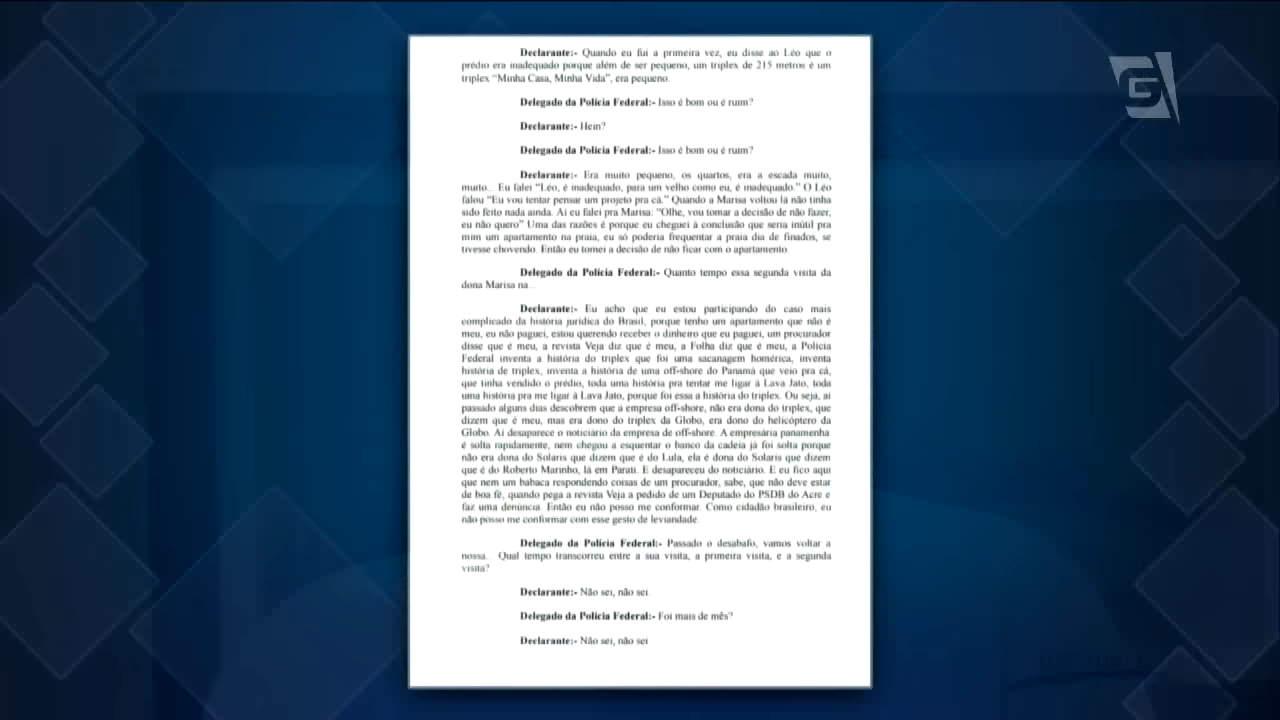 Declarante:- Quando eu fui a primeira vez, eu disse ao Léo que o
prédio era inadequado porque além de ser pequeno, um triplex de 215 metros é um
triplex “Minha Casa, Minha Vida”, era pequeno.
Delegado da Polícia Federal:- Isso é bom ou é ruim?
Declarante:- Hein?
Delegado da Polícia Federal:- Isso é bom ou é ruim?
Declarante:- Era muito pequeno, os quartos, era a escada muito,
muito... Eu falei “Léo, é inadequado, para um velho como eu, é inadequado.” O Léo
falou “Eu vou tentar pensar um projeto pra cá.” Quando a Marisa voltou lá não tinha
sido feito nada ainda. Aí eu falei pra Marisa: “Olhe, vou tomar a decisão de não fazer,
eu não quero” Uma das razões é porque eu cheguei à conclusão que seria inútil pra
mim um apartamento na praia, eu só poderia frequentar a praia dia de finados, se
tivesse chovendo. Então eu tomei a decisão de não ficar com o apartamento.
Delegado da Polícia Federal:- Quanto tempo essa segunda visita da
dona Marisa na...
Declarante:- Eu acho que eu estou participando do caso mais
complicado da história jurídica do Brasil, porque tenho um apartamento que não é
meu, eu não paguei, estou querendo receber o dinheiro que eu paguei, um procurador
disse que é meu, a revista Veja diz que é meu, a Folha diz que é meu, a Polícia
Federal inventa a história do triplex que foi uma sacanagem homérica, inventa
história de triplex, inventa a história de uma off-shore do Panamá que veio pra cá,
que tinha vendido o prédio, toda uma história pra tentar me ligar à Lava Jato, toda
uma história pra me ligar à Lava Jato, porque foi essa a história do triplex. Ou seja, aí
passado alguns dias descobrem que a empresa off-shore, não era dona do triplex, que
dizem que é meu, mas era dono do triplex da Globo, era dono do helicóptero da
Globo. Aí desaparece o noticiário da empresa de off-shore. A empresária panamenha
é solta rapidamente, nem chegou a esquentar o banco da cadeia já foi solta porque
não era dona do Solaris que dizem que é do Lula, ela é dona do Solaris que dizem
que é do Roberto Marinho, lá em Parati. E desapareceu do noticiário. E eu fico aqui
que nem um babaca respondendo coisas de um procurador, sabe, que não deve estar
de boa fé, quando pega a revista Veja a pedido de um Deputado do PSDB do Acre e
faz uma denúncia. Então eu não posso me conformar. Como cidadão brasileiro, eu
não posso me conformar com esse gesto de leviandade.
Delegado da Polícia Federal:- Passado o desabafo, vamos voltar a
nossa... Qual tempo transcorreu entre a sua visita, a primeira visita, e a segunda
visita?
Declarante:- Não sei, não sei.
Delegado da Polícia Federal:- Foi mais de mês?
Declarante:- Não sei, não sei